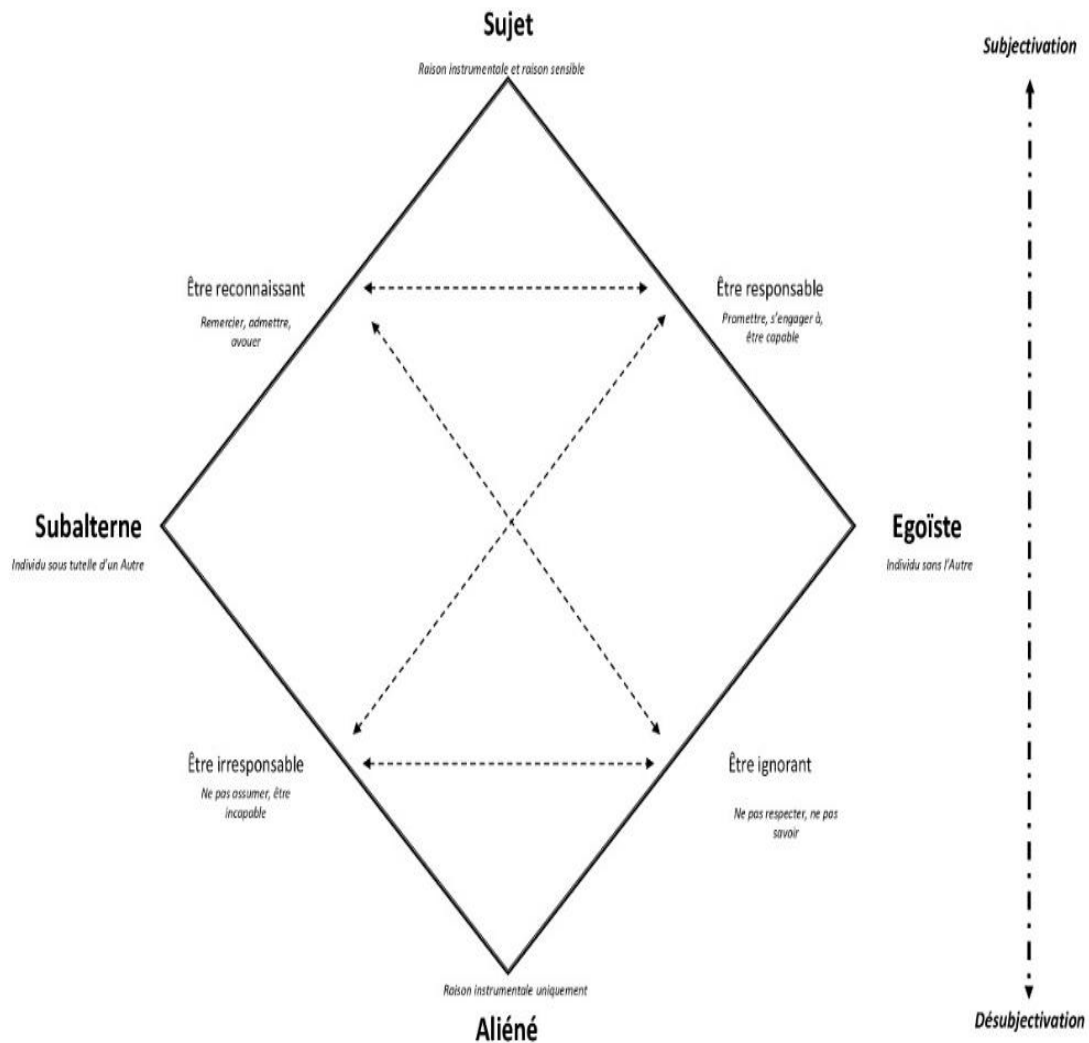 Sujet
Subjectivation
Raison instrumentale et raison sensible
Être reconnaissant
Remercier, admettre,
avouer
Être responsable
Promettre, s'engager à,
être capable
Subalterne
Individu sous tutelle d'un Autre
Egoïste
Individu sans l'Autre
Être irresponsable
Ne pas assumer, être
incapable
Être ignorant
Ne pas respecter, ne pas
savoir
Raison instrumentale uniquement
Aliéné
Désubjectivation